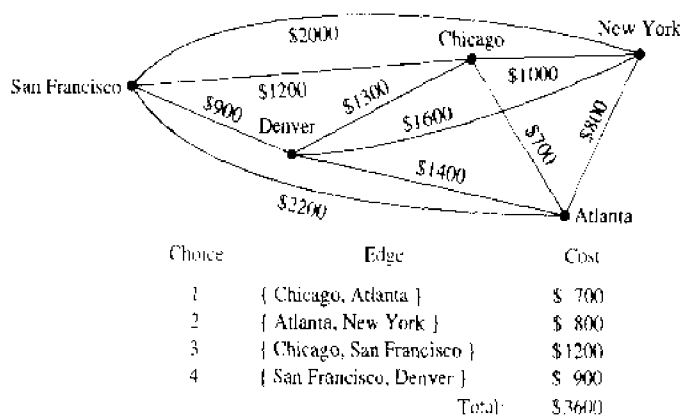 New York
$2000
Chicago
San Francisco
$1200
$1000
$900
$1300
Denver
$1600
$800
$700
$1400
$2200
Atlanta
Choice Edge Cost
1 { Chicago, Atlanta } $ 700
2 { Atlanta, New York } $ 800
3 { Chicago, San Francisco } $1200
4 { San Francisco, Denver } $ 900
Total: $3600